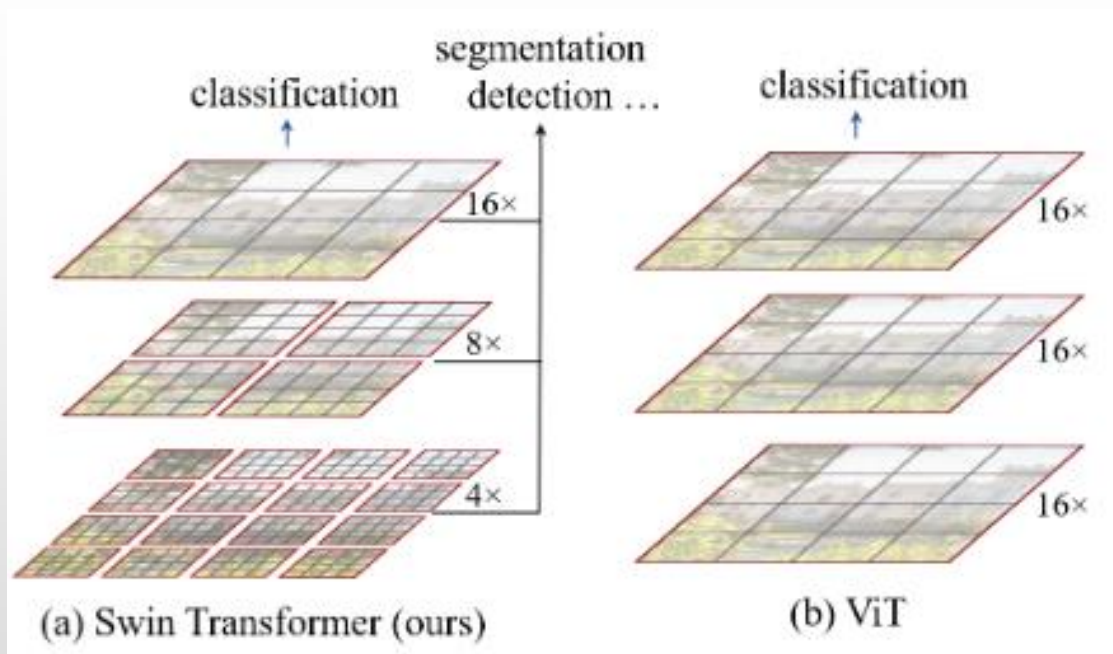 segmentation
classification
detection ...
classification
16×
8×
4×
16×
16×
16×
(a) Swin Transformer (ours)
(b) ViT